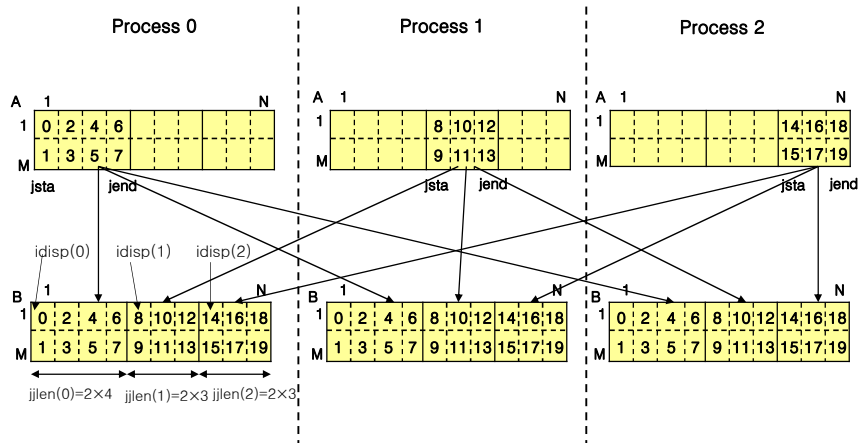 Process 0 Process 1 Process 2
A 1 N A 1 N A 1 N
1 0 2 4 6 1 8 10 12 1 14 16 18
M 1 3 5 7 M 9 11 13 M 15 17 19
jsta jend jsta jend jsta jend
idisp(0) idisp(1) idisp(2)
B 1 N B 1 N B 1 N
1 0 2 4 6 8 10 12 14 16 18 1 0 2 4 6 8 10 12 14 16 18 1 0 2 4 6 8 10 12 14 16 18
M 1 3 5 7 9 11 13 15 17 19 M 1 3 5 7 9 11 13 15 17 19 M 1 3 5 7 9 11 13 15 17 19
jjlen(0)=2×4 jjlen(1)=2×3 jjlen(2)=2×3